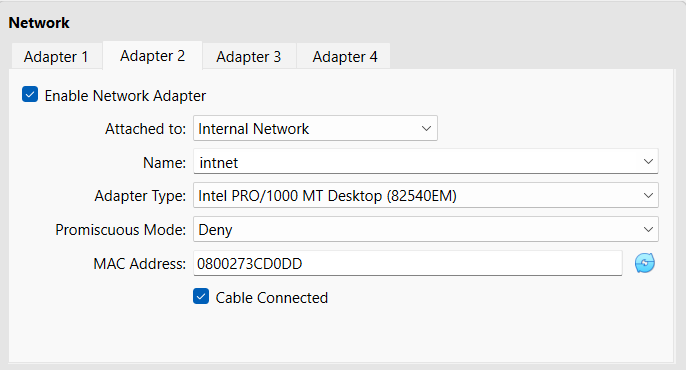 Network
Adapter 1 Adapter 2 Adapter 3 Adapter 4
Enable Network Adapter
Attached to: Internal Network
Name: intnet
Adapter Type: Intel PRO/1000 MT Desktop (82540EM)
Promiscuous Mode: Deny
MAC Address: 0800273CD0DD
Cable Connected